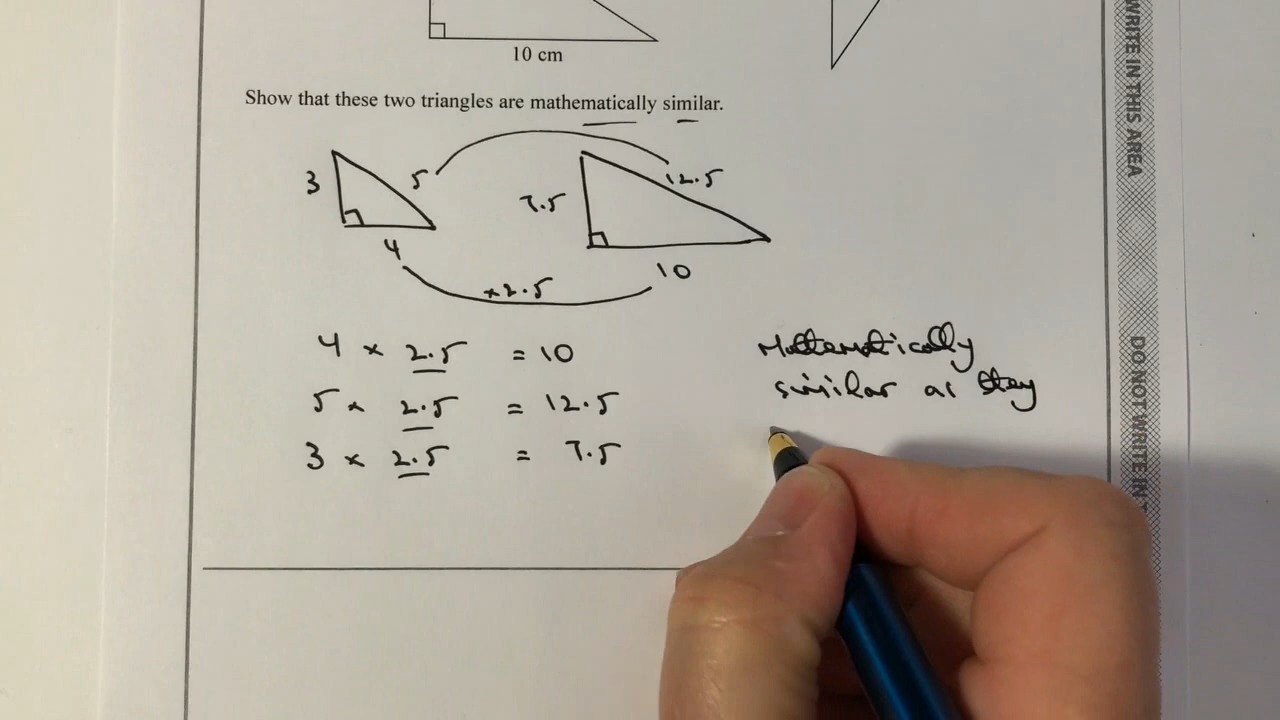 10 cm
Show that these two triangles are mathematically similar.
3
5
4
7.5
12.5
10
×2.5
4 × 2.5 = 10
5 × 2.5 = 12.5
3 × 2.5 = 7.5
Mathematically
similar as they
WRITE IN THIS AREA
DO NOT WRITE IN